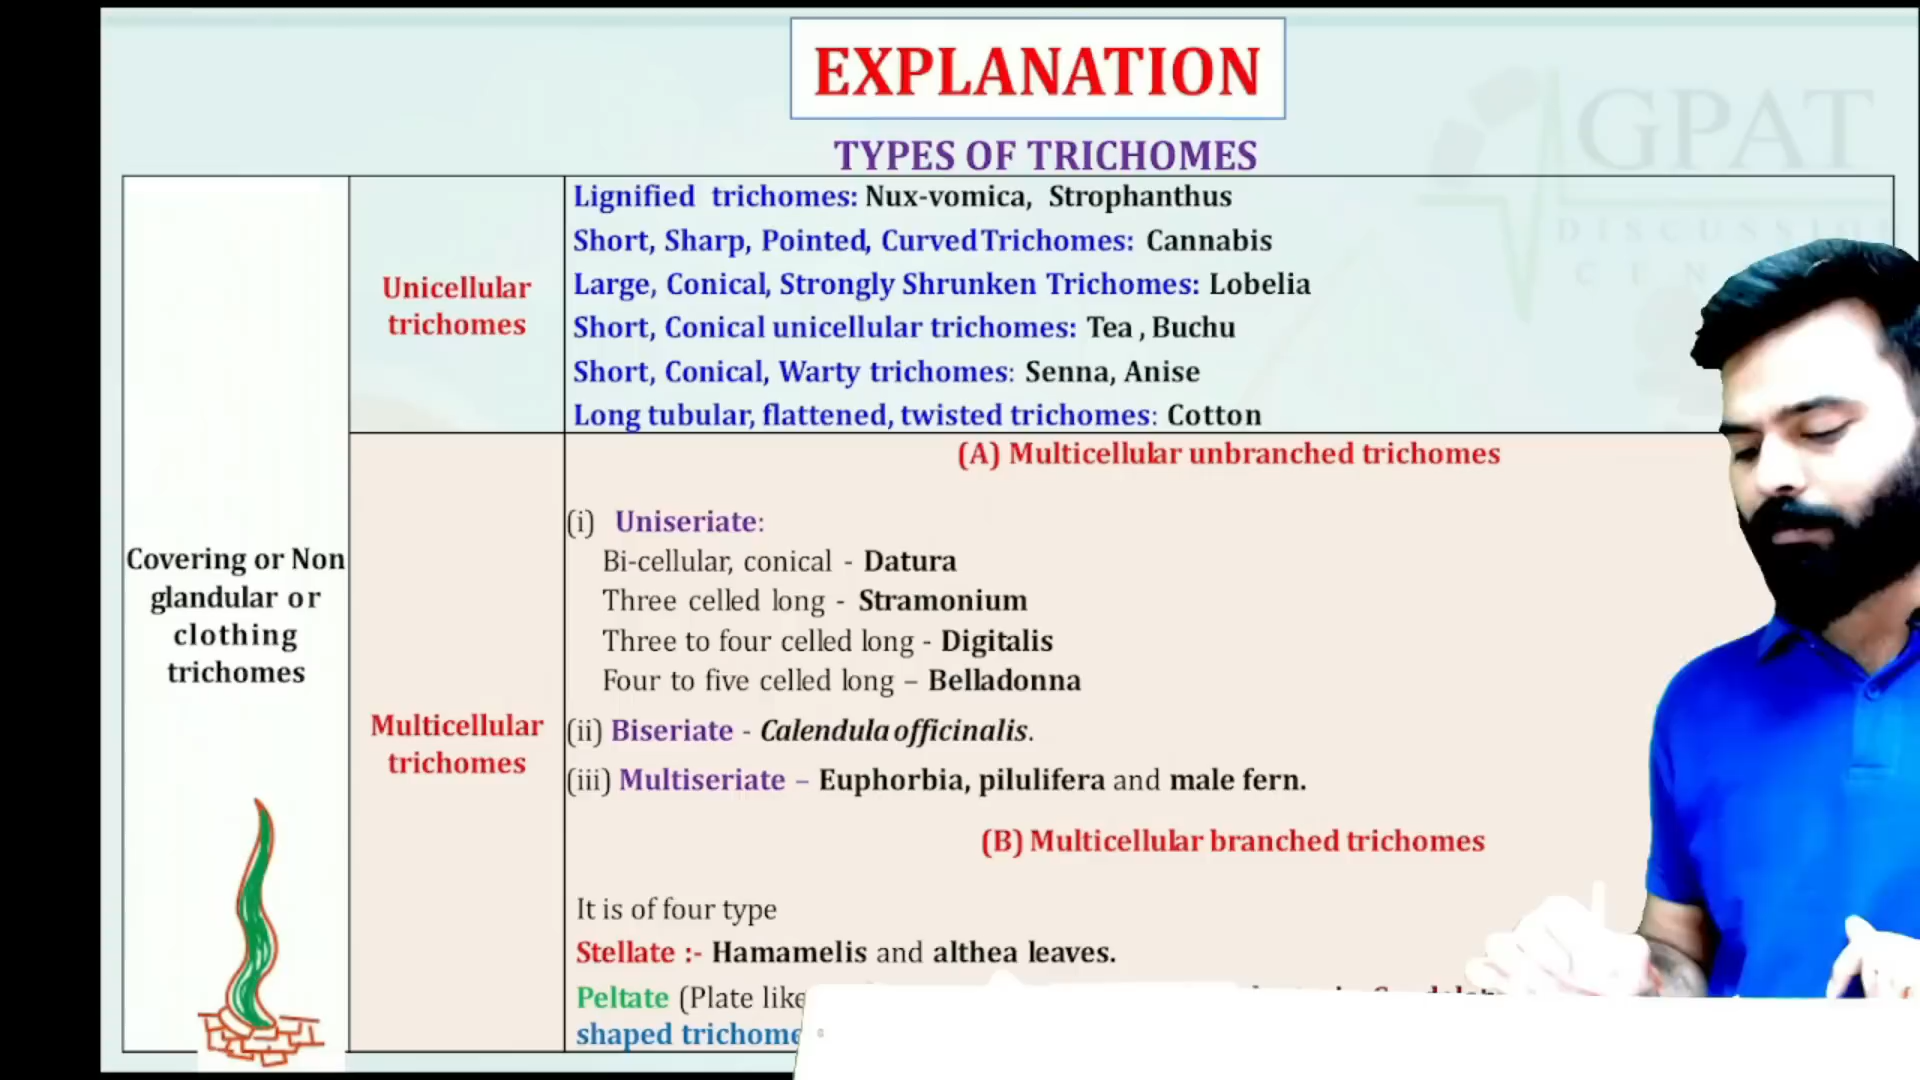 EXPLANATION
GPAT
TYPES OF TRICHOMES
Lignified trichomes: Nux-vomica, Strophanthus
Short, Sharp, Pointed, Curved Trichomes: Cannabis
Large, Conical, Strongly Shrunken Trichomes: Lobelia
Short, Conical unicellular trichomes: Tea , Buchu
Short, Conical, Warty trichomes: Senna, Anise
Long tubular, flattened, twisted trichomes: Cotton
Unicellular
trichomes
(A) Multicellular unbranched trichomes
(i) Uniseriate:
Bi-cellular, conical - Datura
Three celled long - Stramonium
Three to four celled long - Digitalis
Four to five celled long – Belladonna
(ii) Biseriate - Calendula officinalis.
(iii) Multiseriate – Euphorbia, pilulifera and male fern.
Covering or Non
glandular or
clothing
trichomes
Multicellular
trichomes
(B) Multicellular branched trichomes
It is of four type
Stellate :- Hamamelis and althea leaves.
Peltate (Plate like
shaped